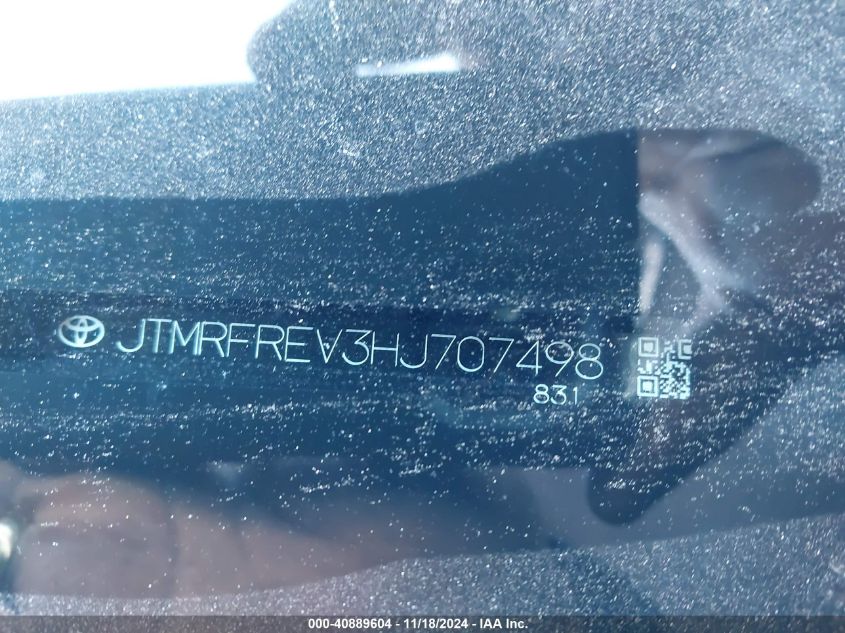 JTMRFREV3HJ707498
831
000-40889604 - 11/18/2024 - IAA Inc.